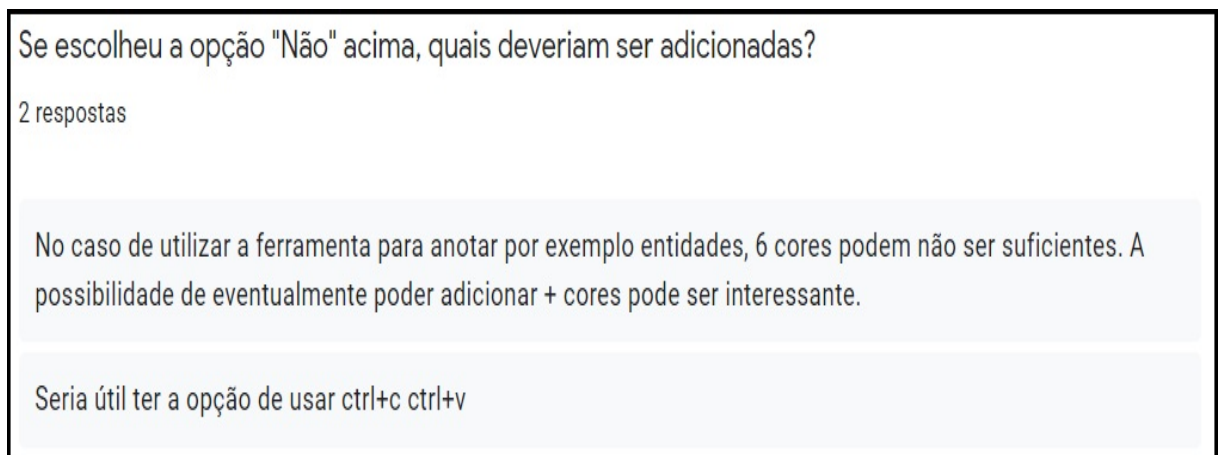 Se escolheu a opção "Não" acima, quais deveriam ser adicionadas?
2 respostas
No caso de utilizar a ferramenta para anotar por exemplo entidades, 6 cores podem não ser suficientes. A
possibilidade de eventualmente poder adicionar + cores pode ser interessante.
Seria útil ter a opção de usar ctrl+c ctrl+v